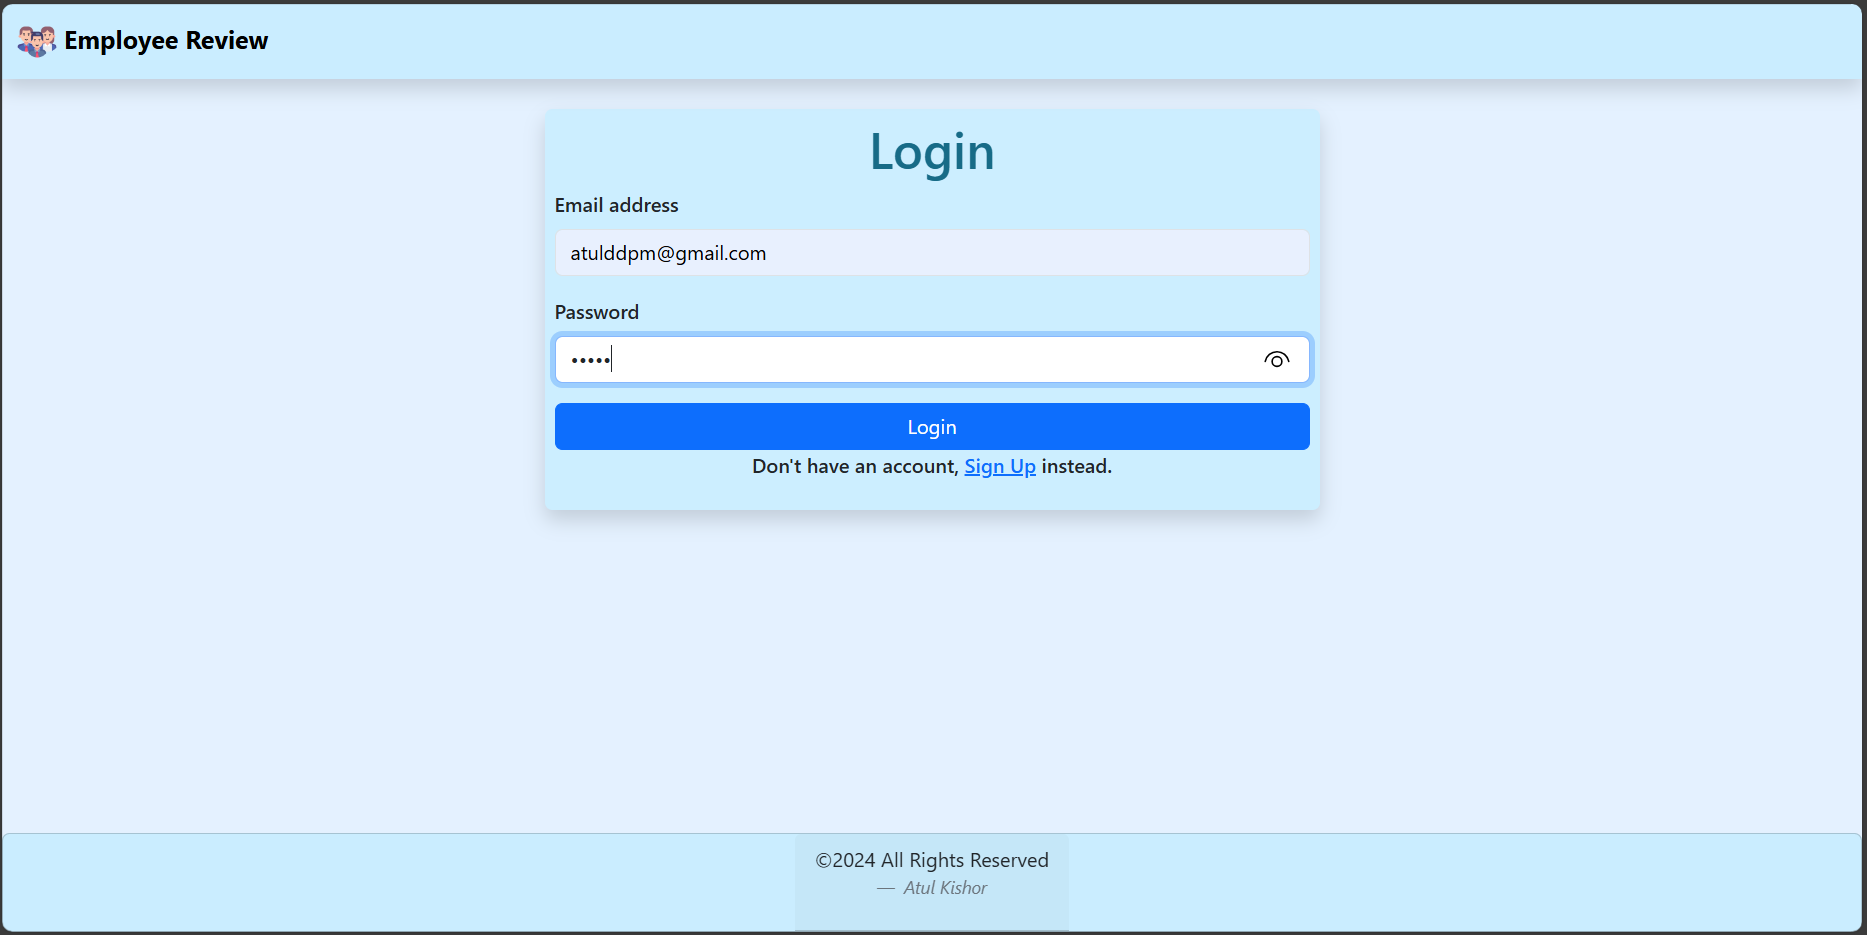 Employee Review
Login
Email address
atulddpm@gmail.com
Password
•••••
Login
Don't have an account, Sign Up instead.
©2024 All Rights Reserved
— Atul Kishor